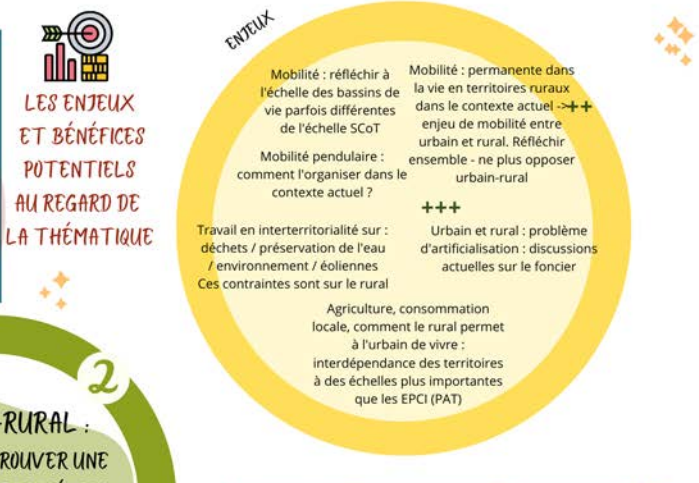 ENJEUX
LES ENJEUX
ET BÉNÉFICES
POTENTIELS
AU REGARD DE
LA THÉMATIQUE
Mobilité : réfléchir à
l'échelle des bassins de
vie parfois différentes
de l'échelle SCoT
Mobilité : permanente dans
la vie en territoires ruraux
dans le contexte actuel ->++
enjeu de mobilité entre
urbain et rural. Réfléchir
ensemble - ne plus opposer
urbain-rural
Mobilité pendulaire :
comment l'organiser dans le
contexte actuel ?
+++
Travail en interterritorialité sur :
déchets / préservation de l'eau
/ environnement / éoliennes
Ces contraintes sont sur le rural
Urbain et rural : problème
d'artificialisation : discussions
actuelles sur le foncier
Agriculture, consommation
locale, comment le rural permet
à l'urbain de vivre :
interdépendance des territoires
à des échelles plus importantes
que les EPCI (PAT)
2
-RURAL :
ROUVER UNE